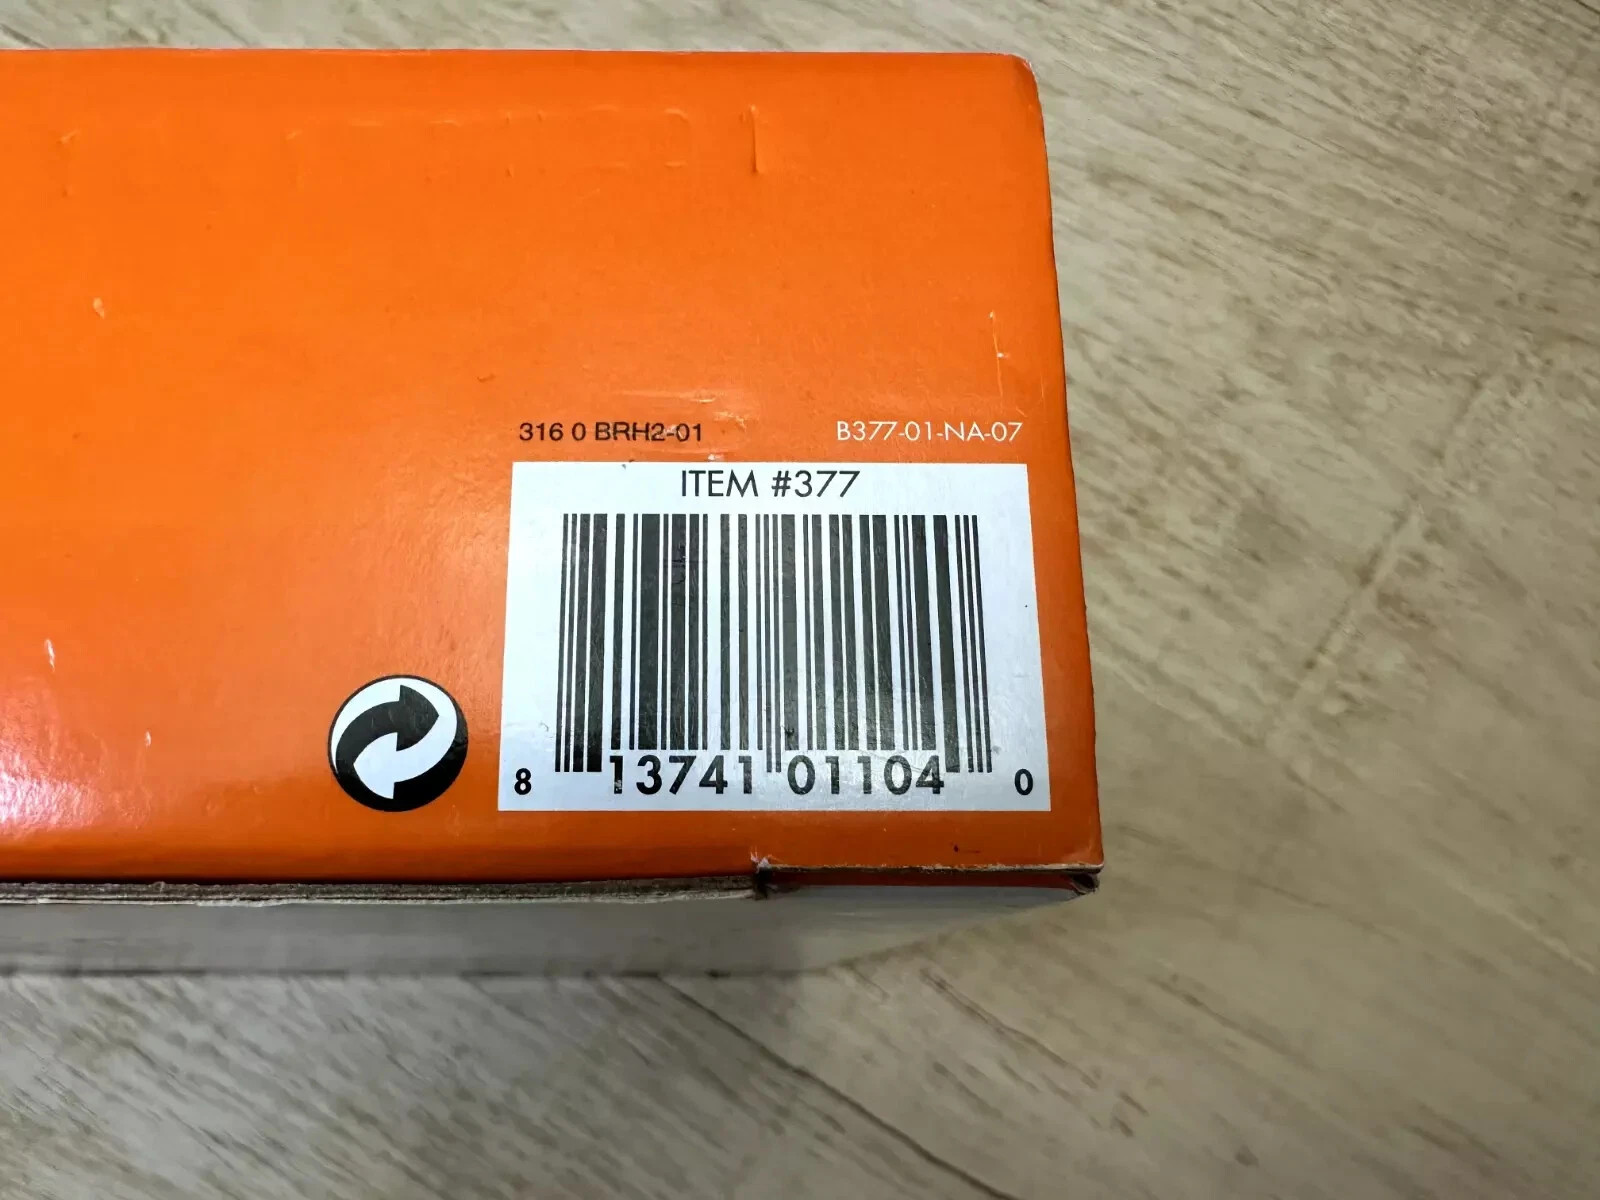 316 0 BRH2-01 B377-01-NA-07
ITEM #377
8 13741 01104 0